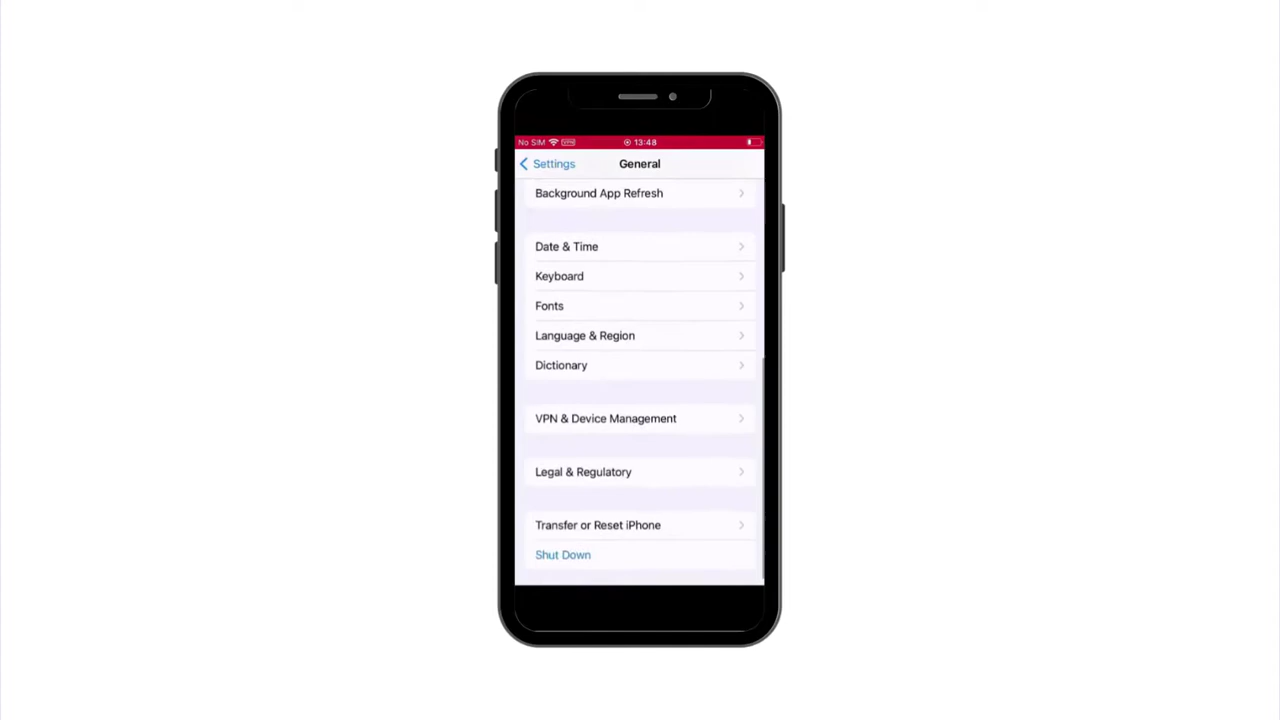 No SIM VPN 13:48
Settings General
Background App Refresh
Date & Time
Keyboard
Fonts
Language & Region
Dictionary
VPN & Device Management
Legal & Regulatory
Transfer or Reset iPhone
Shut Down